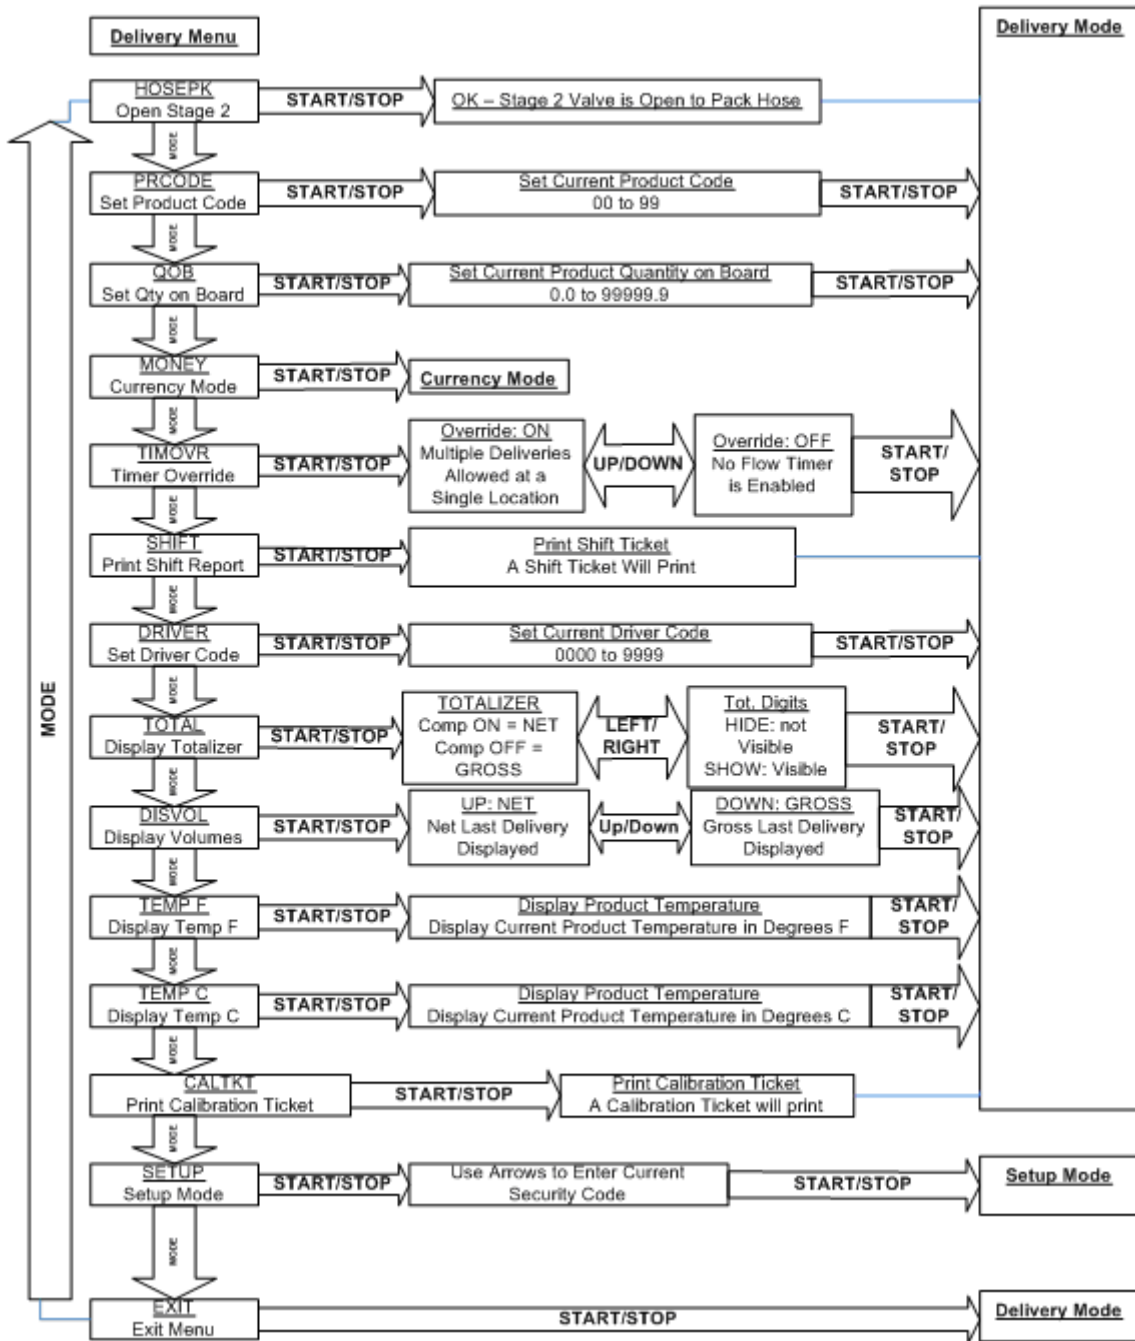 Delivery Menu
Delivery Mode
HOSEPK
Open Stage 2
START/STOP
OK – Stage 2 Valve is Open to Pack Hose
MODE
PRCODE
Set Product Code
START/STOP
Set Current Product Code
00 to 99
START/STOP
MODE
QOB
Set Qty on Board
START/STOP
Set Current Product Quantity on Board
0.0 to 99999.9
START/STOP
MODE
MONEY
Currency Mode
START/STOP
Currency Mode
MODE
TIMOVR
Timer Override
START/STOP
Override: ON
Multiple Deliveries
Allowed at a
Single Location
UP/DOWN
Override: OFF
No Flow Timer
is Enabled
START/
STOP
MODE
SHIFT
Print Shift Report
START/STOP
Print Shift Ticket
A Shift Ticket Will Print
MODE
DRIVER
Set Driver Code
START/STOP
Set Current Driver Code
0000 to 9999
START/STOP
MODE
MODE
TOTAL
Display Totalizer
START/STOP
TOTALIZER
Comp ON = NET
Comp OFF =
GROSS
LEFT/
RIGHT
Tot. Digits
HIDE: not
Visible
SHOW: Visible
START/
STOP
MODE
DISVOL
Display Volumes
START/STOP
UP: NET
Net Last Delivery
Displayed
Up/Down
DOWN: GROSS
Gross Last Delivery
Displayed
START/
STOP
MODE
TEMP F
Display Temp F
START/STOP
Display Product Temperature
Display Current Product Temperature in Degrees F
START/
STOP
MODE
TEMP C
Display Temp C
START/STOP
Display Product Temperature
Display Current Product Temperature in Degrees C
START/
STOP
MODE
CALTKT
Print Calibration Ticket
START/STOP
Print Calibration Ticket
A Calibration Ticket will print
MODE
SETUP
Setup Mode
START/STOP
Use Arrows to Enter Current
Security Code
START/STOP
Setup Mode
MODE
EXIT
Exit Menu
START/STOP
Delivery Mode